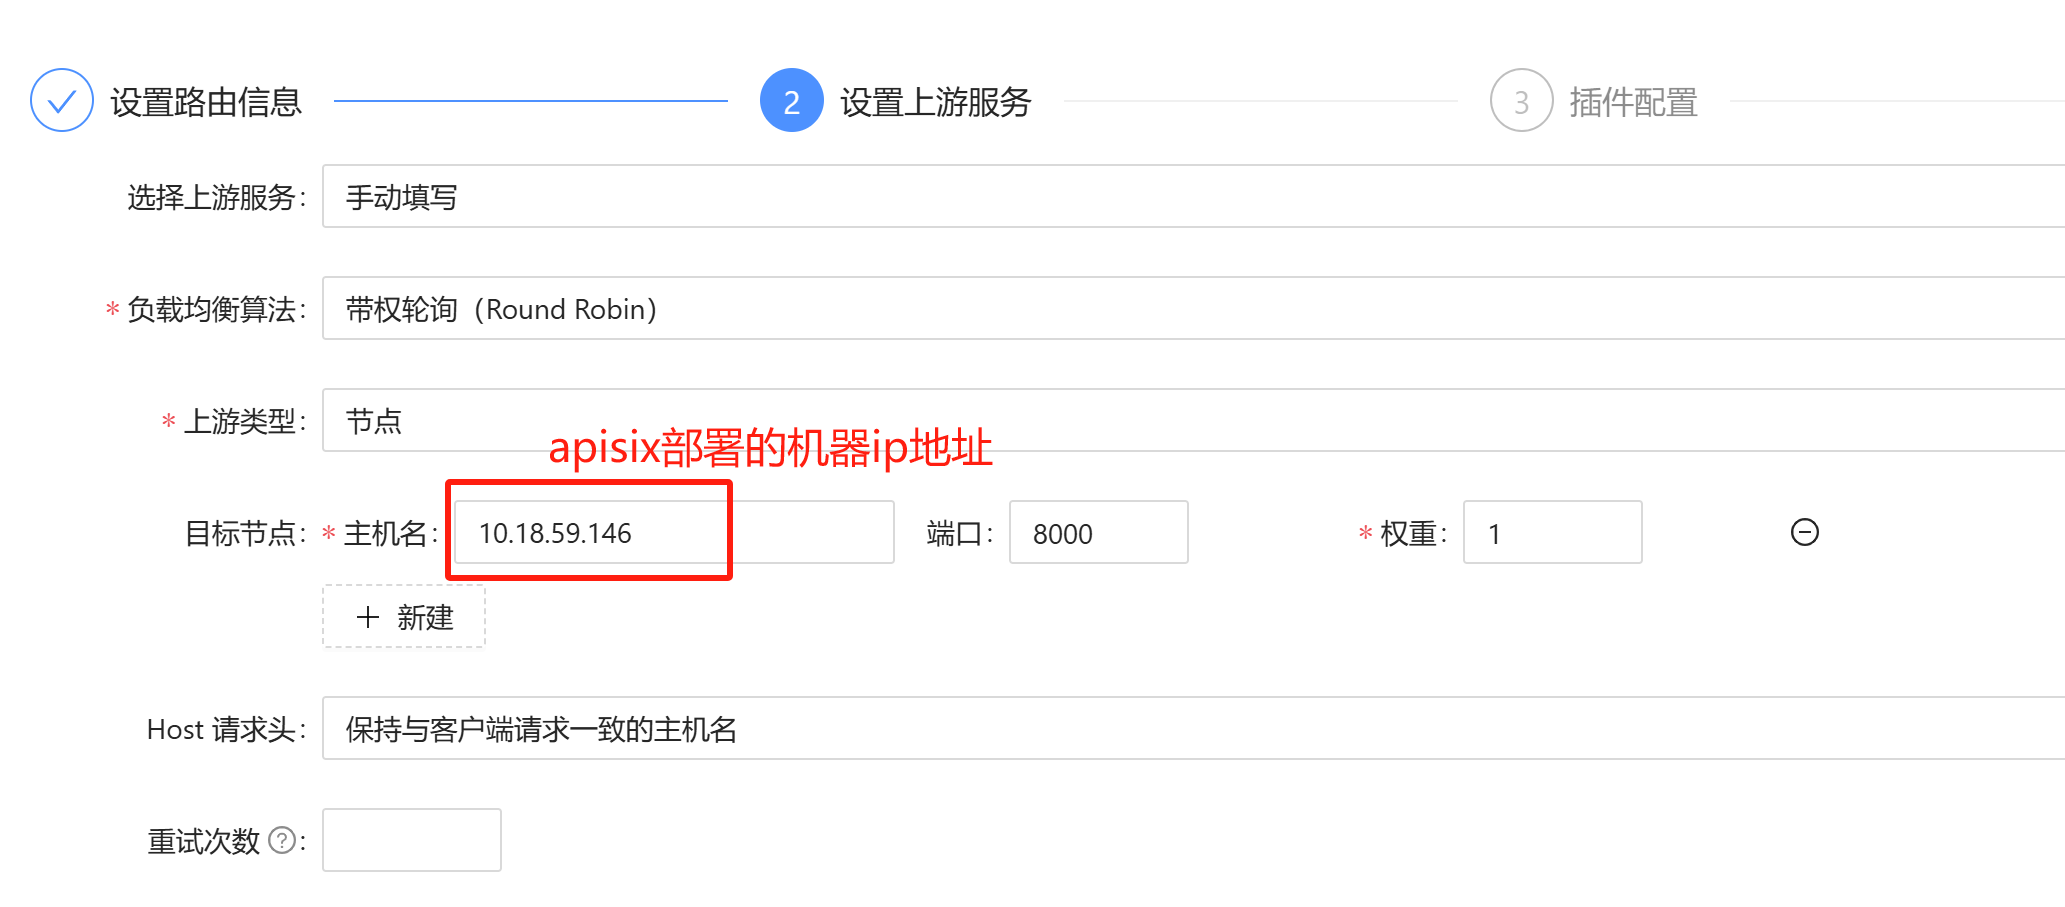 设置路由信息 2 设置上游服务 3 插件配置
选择上游服务: 手动填写
* 负载均衡算法: 带权轮询（Round Robin）
* 上游类型: 节点
apisix部署的机器ip地址
目标节点: * 主机名: 10.18.59.146 端口: 8000 * 权重: 1
+ 新建
Host 请求头: 保持与客户端请求一致的主机名
重试次数 ? :